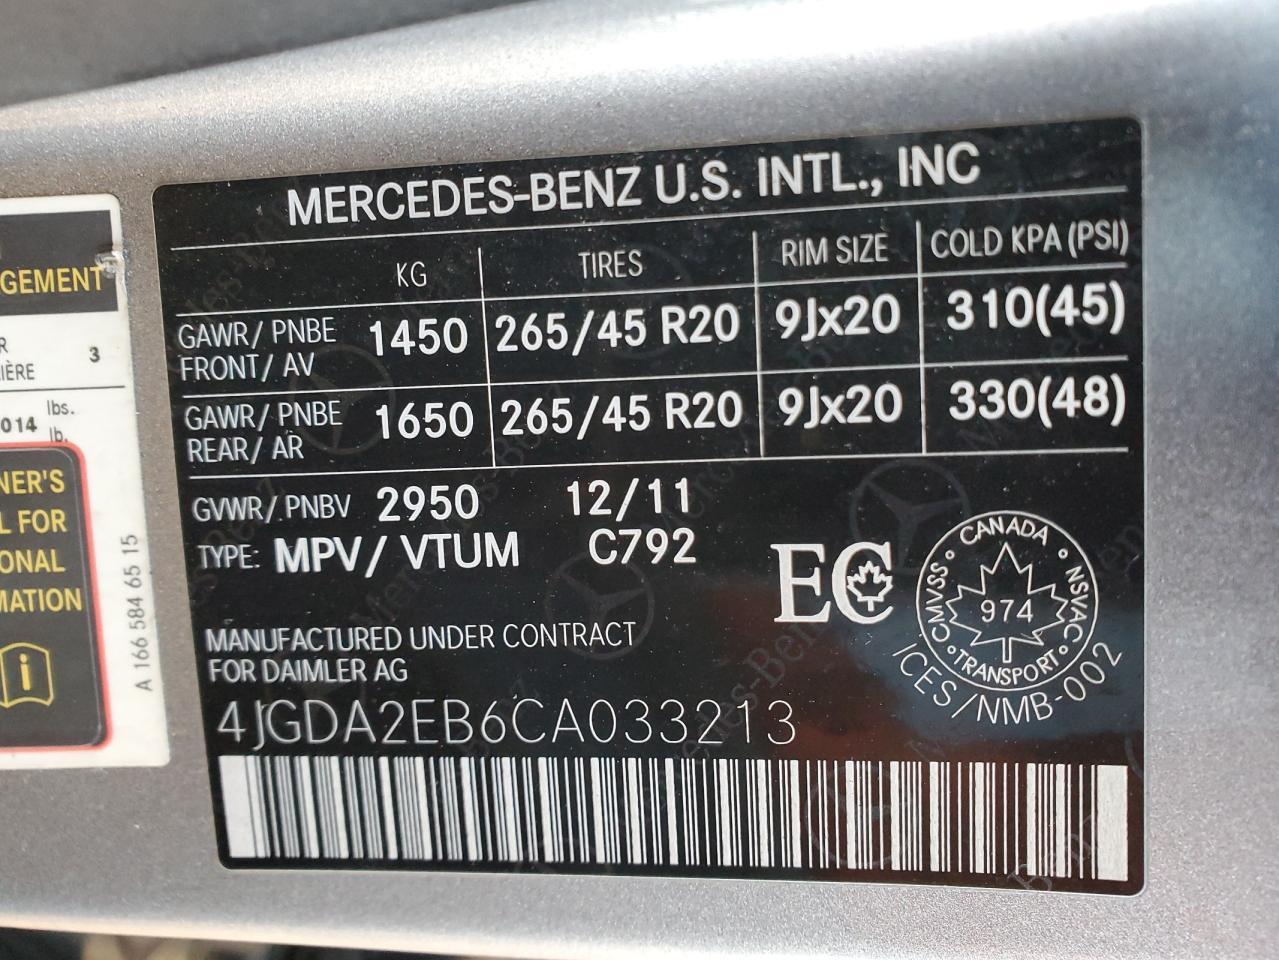 GEMENT
R
3
IÈRE
014 lbs.
lb.
NER'S
L FOR
ONAL
MATION
A 166 584 65 15
MERCEDES-BENZ U.S. INTL., INC
KG TIRES RIM SIZE COLD KPA (PSI)
GAWR/ PNBE FRONT/ AV 1450 265/45 R20 9Jx20 310(45)
GAWR/ PNBE REAR/ AR 1650 265/45 R20 9Jx20 330(48)
GVWR/ PNBV 2950 12/11
TYPE: MPV/ VTUM C792
EC
CANADA
CMVSS NSVAC
974
TRANSPORT
ICES/NMB-002
MANUFACTURED UNDER CONTRACT
FOR DAIMLER AG
4JGDA2EB6CA033213